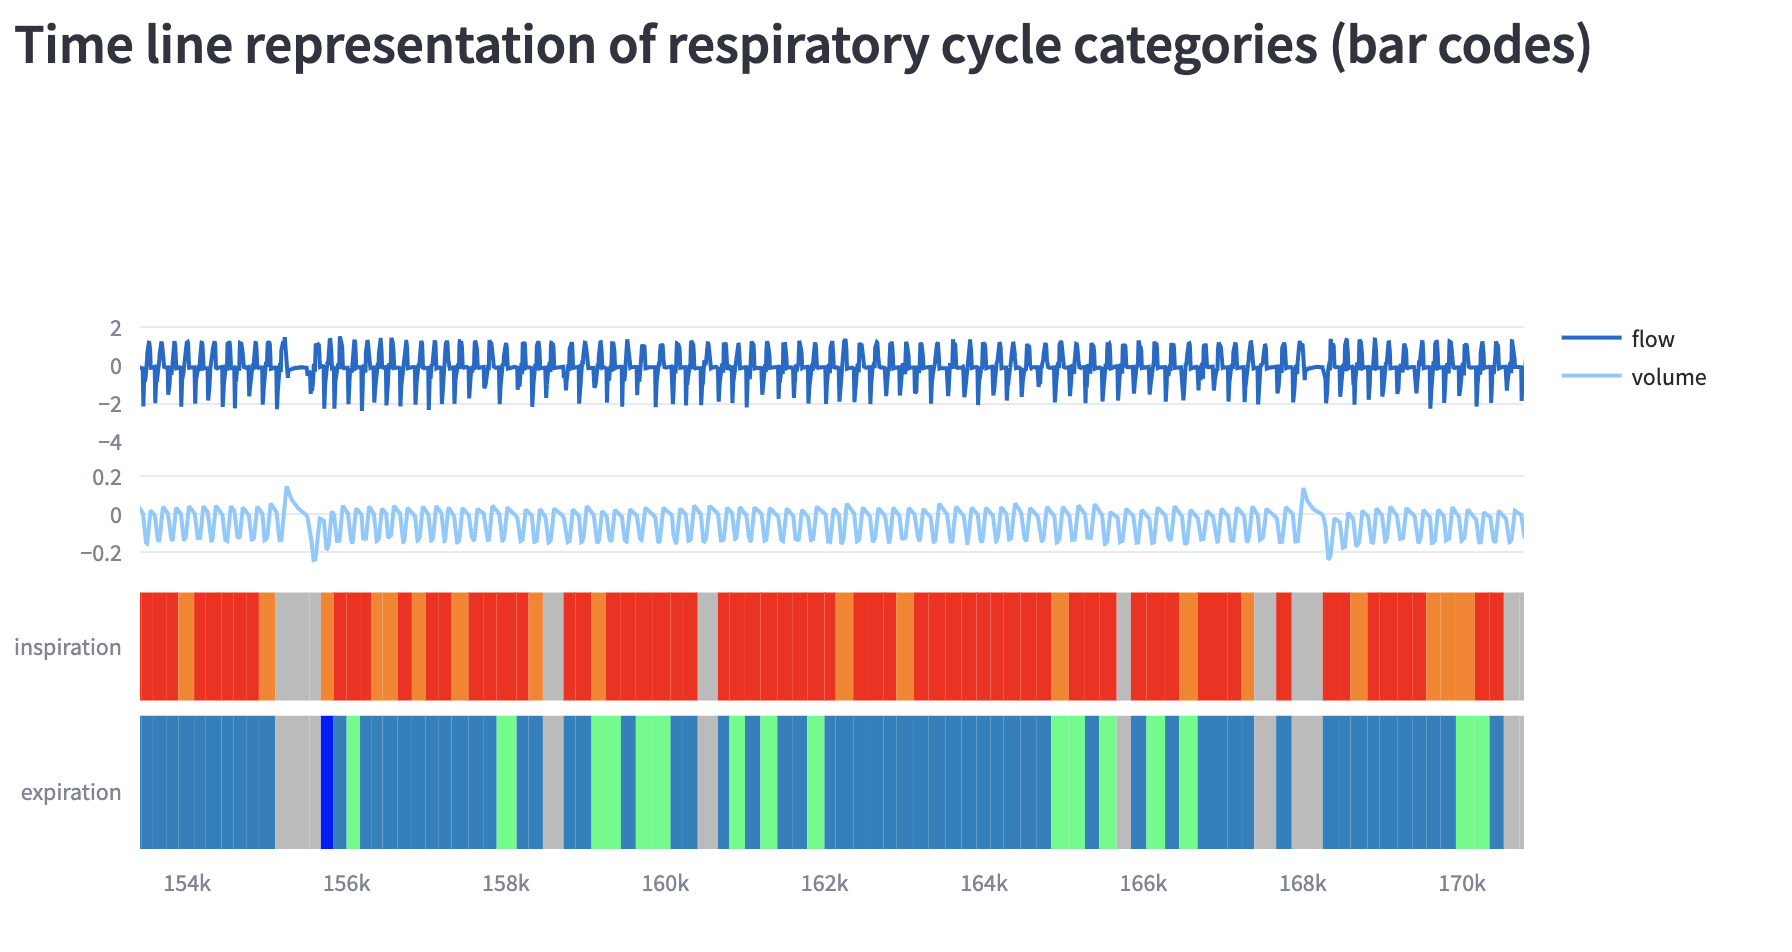 Time line representation of respiratory cycle categories (bar codes)
2
0
−2
−4
flow
volume
0.2
0
−0.2
inspiration
expiration
154k 156k 158k 160k 162k 164k 166k 168k 170k